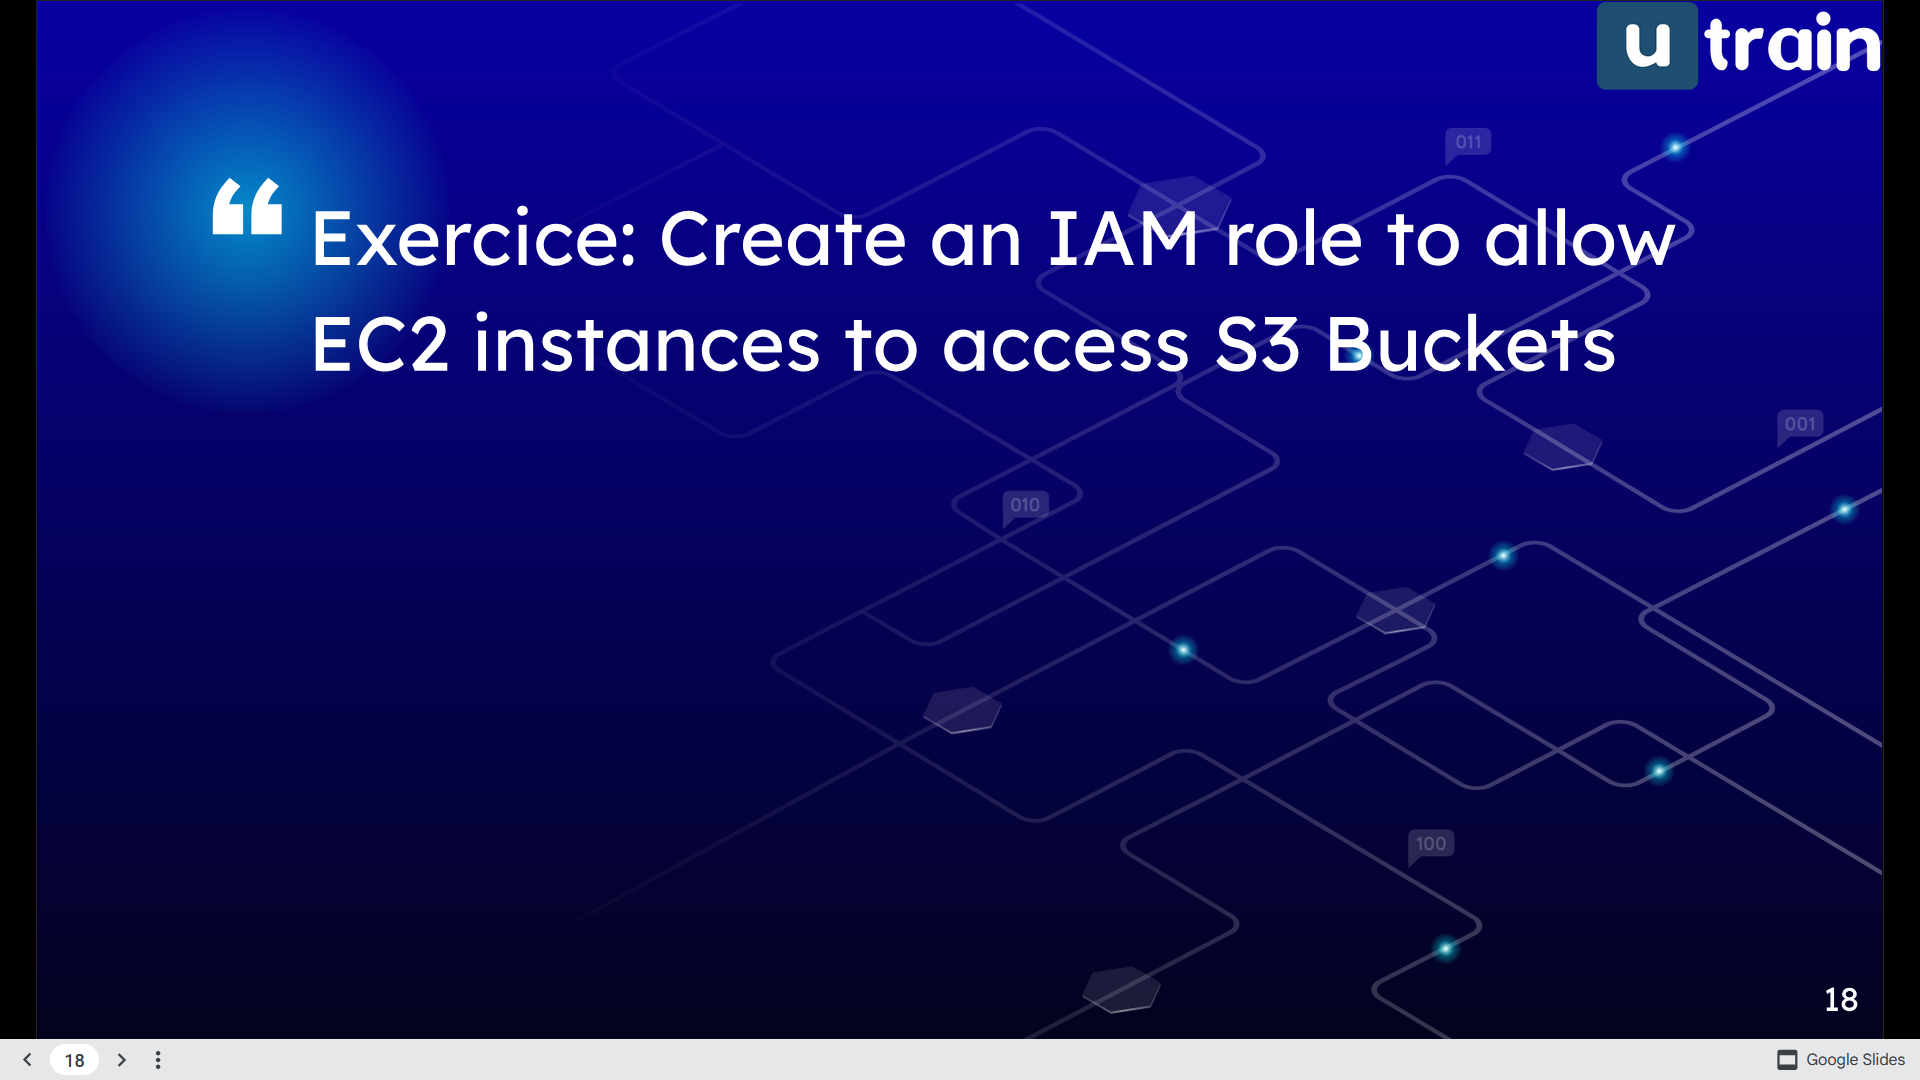 u train
011
“ Exercice: Create an IAM role to allow
EC2 instances to access S3 Buckets
001
010
100
18
18
Google Slides